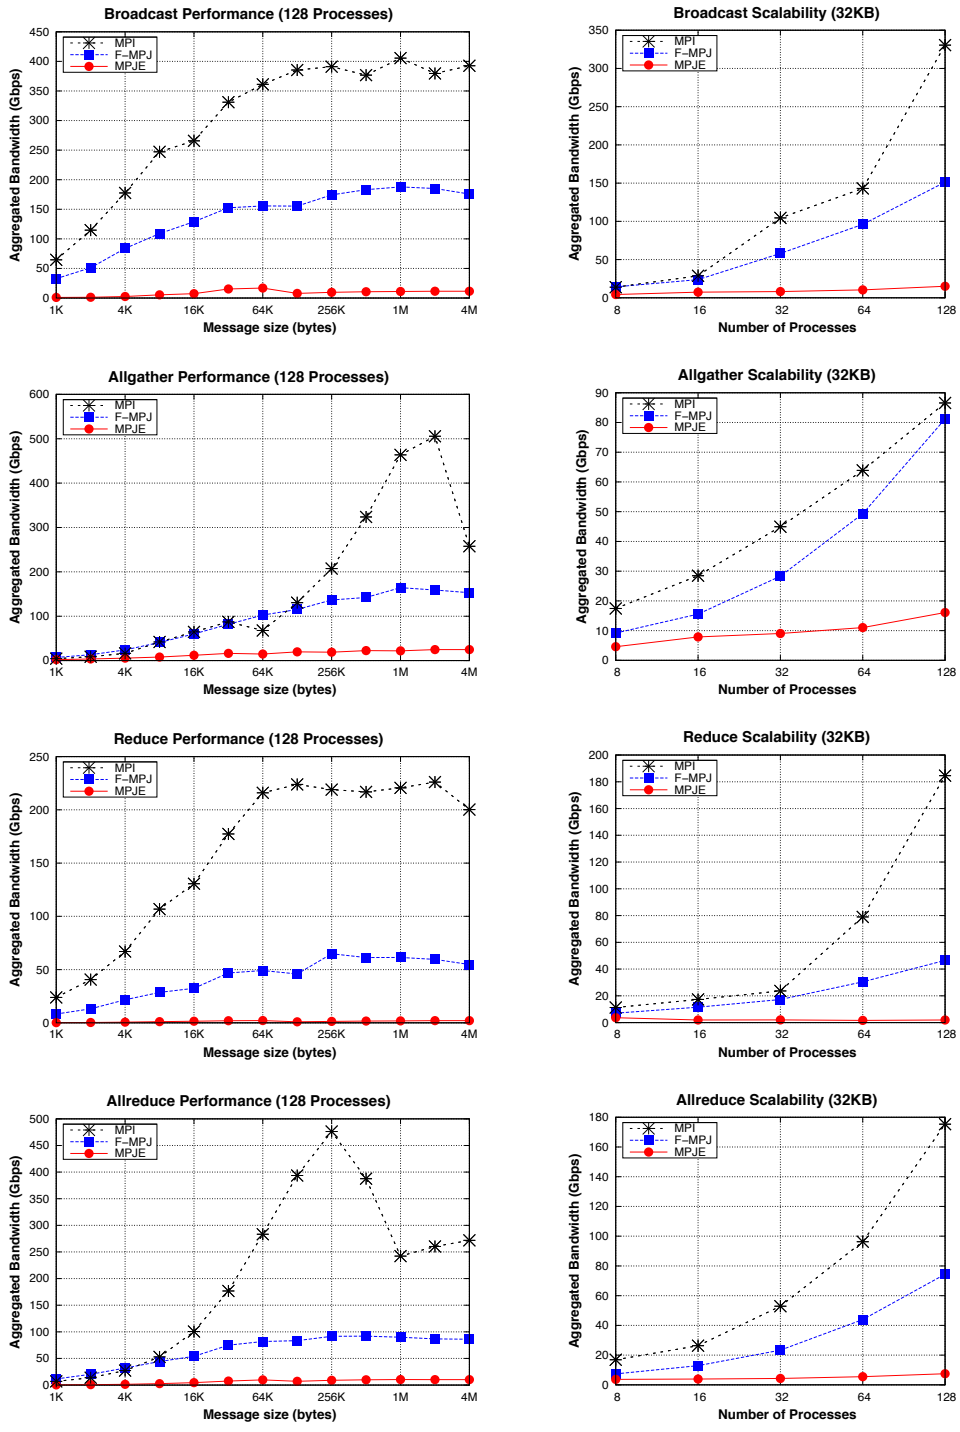 Broadcast Performance (128 Processes)
Aggregated Bandwidth (Gbps)
450
400
350
300
250
200
150
100
50
0
MPI
F-MPJ
MPJE
1K 4K 16K 64K 256K 1M 4M
Message size (bytes)
Broadcast Scalability (32KB)
Aggregated Bandwidth (Gbps)
350
300
250
200
150
100
50
0
MPI
F-MPJ
MPJE
8 16 32 64 128
Number of Processes
Allgather Performance (128 Processes)
Aggregated Bandwidth (Gbps)
600
500
400
300
200
100
0
MPI
F-MPJ
MPJE
1K 4K 16K 64K 256K 1M 4M
Message size (bytes)
Allgather Scalability (32KB)
Aggregated Bandwidth (Gbps)
90
80
70
60
50
40
30
20
10
0
MPI
F-MPJ
MPJE
8 16 32 64 128
Number of Processes
Reduce Performance (128 Processes)
Aggregated Bandwidth (Gbps)
250
200
150
100
50
0
MPI
F-MPJ
MPJE
1K 4K 16K 64K 256K 1M 4M
Message size (bytes)
Reduce Scalability (32KB)
Aggregated Bandwidth (Gbps)
200
180
160
140
120
100
80
60
40
20
0
MPI
F-MPJ
MPJE
8 16 32 64 128
Number of Processes
Allreduce Performance (128 Processes)
Aggregated Bandwidth (Gbps)
500
450
400
350
300
250
200
150
100
50
0
MPI
F-MPJ
MPJE
1K 4K 16K 64K 256K 1M 4M
Message size (bytes)
Allreduce Scalability (32KB)
Aggregated Bandwidth (Gbps)
180
160
140
120
100
80
60
40
20
0
MPI
F-MPJ
MPJE
8 16 32 64 128
Number of Processes